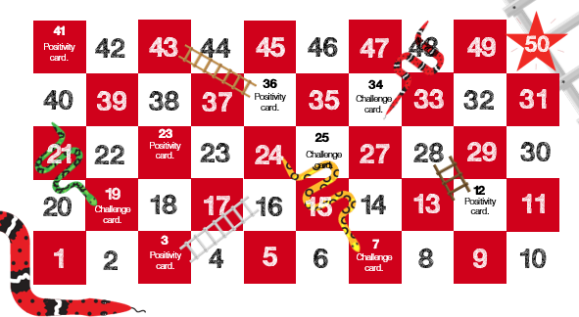 41
Positivity
card.
42
43
44
45
46
47
48
49
50
40
39
38
37
36
Positivity
card.
35
34
Challenge
card.
33
32
31
21
22
23
Positivity
card.
23
24
25
Challenge
card.
27
28
29
30
20
19
Challenge
card.
18
17
16
15
14
13
12
Positivity
card.
11
1
2
3
Positivity
card.
4
5
6
7
Challenge
card.
8
9
10